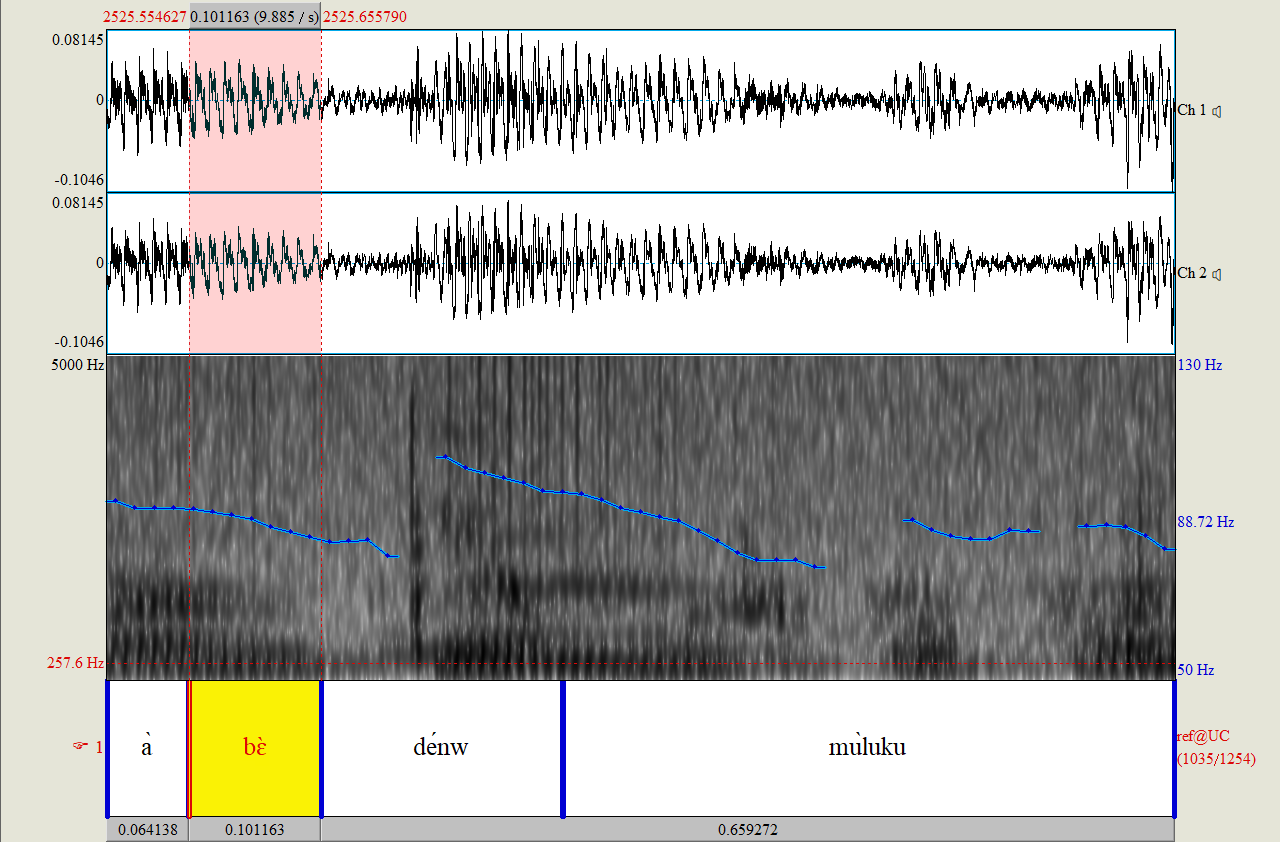 2525.554627 0.101163 (9.885 / s) 2525.655790
0.08145
0
-0.1046
Ch 1
0.08145
0
-0.1046
Ch 2
5000 Hz 130 Hz
88.72 Hz
257.6 Hz 50 Hz
☞ 1 à bɛ̀ dénw mùluku ref@UC
(1035/1254)
0.064138 0.101163 0.659272